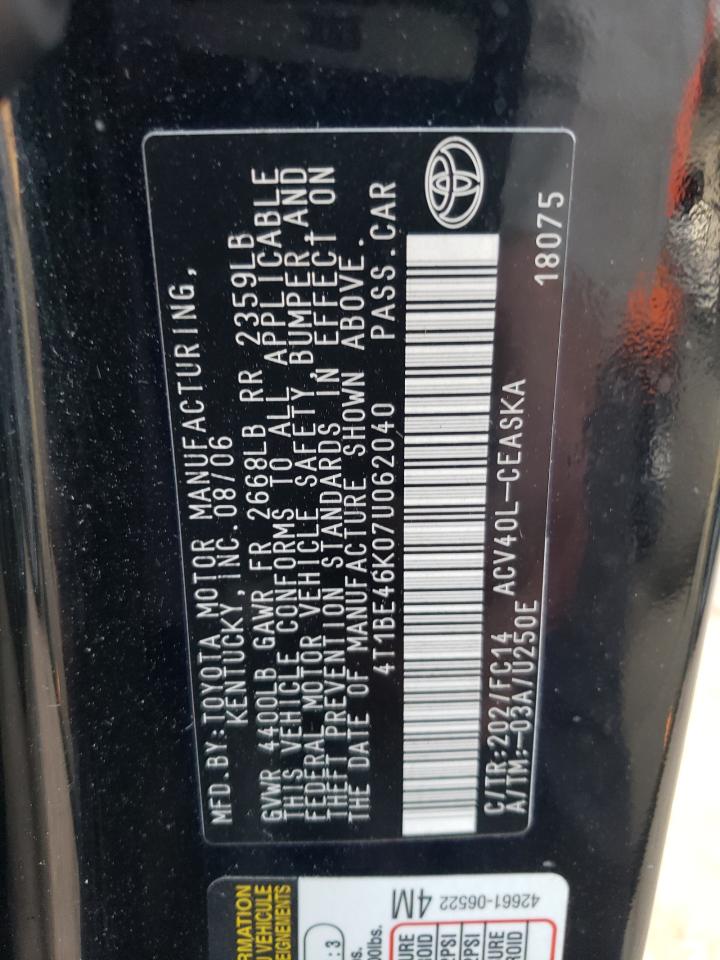 MFD.BY:TOYOTA MOTOR MANUFACTURING,
KENTUCKY, INC.08/06
GVWR 4400LB GAWR FR 2668LB RR 2359LB
THIS VEHICLE CONFORMS TO ALL APPLICABLE
FEDERAL MOTOR VEHICLE SAFETY,BUMPER,AND
THEFT PREVENTION STANDARDS IN EFFECT ON
THE DATE OF MANUFACTURE SHOWN ABOVE.
4T1BE46K07U062040 PASS.CAR
C/TR:202/FC14 ACV40L-CEASKA
A/TM:-03A/U250E
18075
42661-06522
4M